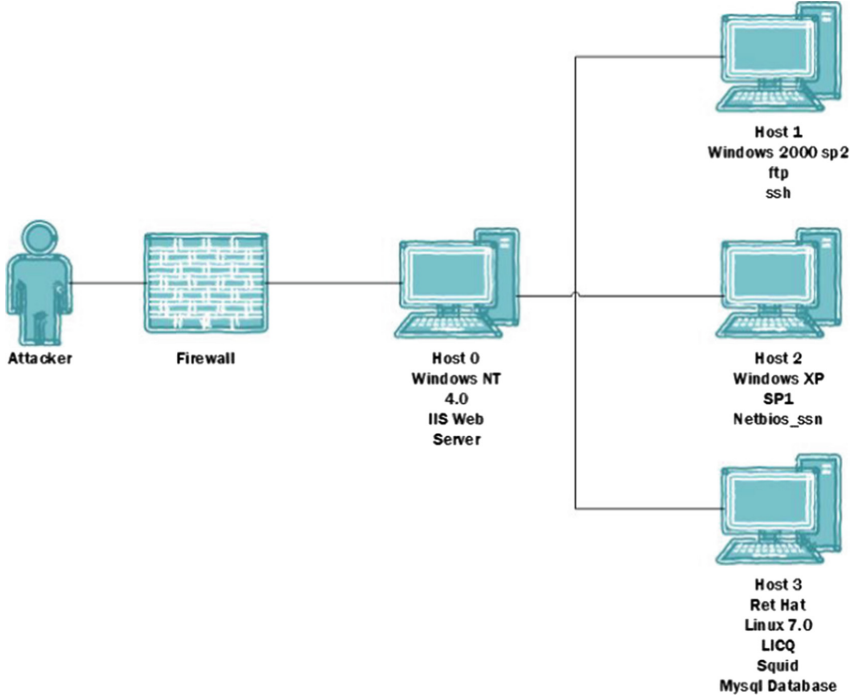 Attacker
Firewall
Host 0
Windows NT
4.0
IIS Web
Server
Host 1
Windows 2000 sp2
ftp
ssh
Host 2
Windows XP
SP1
Netbios_ssn
Host 3
Ret Hat
Linux 7.0
LICQ
Squid
Mysql Database